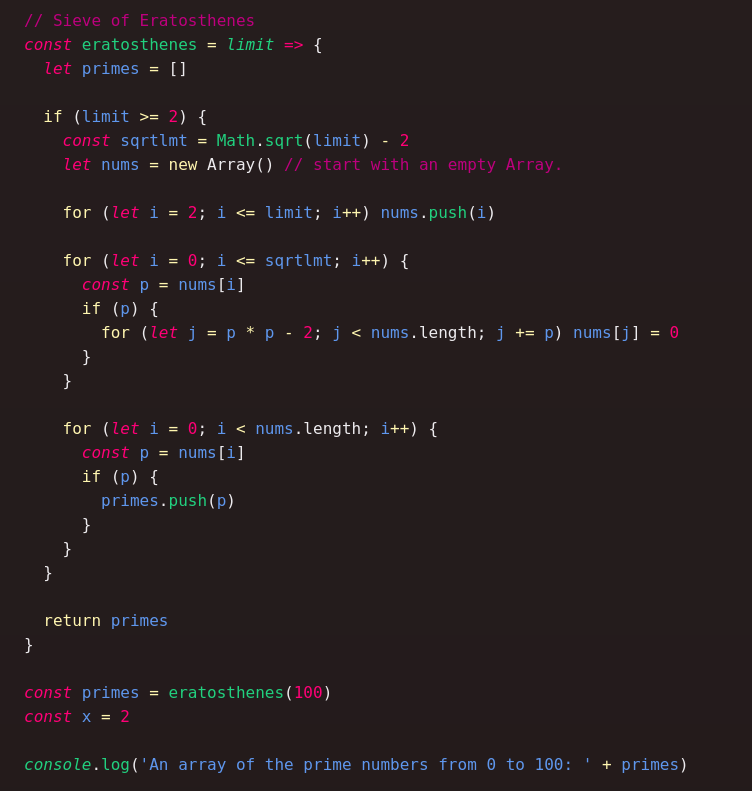 // Sieve of Eratosthenes
const eratosthenes = limit => {
  let primes = []

  if (limit >= 2) {
    const sqrtlmt = Math.sqrt(limit) - 2
    let nums = new Array() // start with an empty Array.

    for (let i = 2; i <= limit; i++) nums.push(i)

    for (let i = 0; i <= sqrtlmt; i++) {
      const p = nums[i]
      if (p) {
        for (let j = p * p - 2; j < nums.length; j += p) nums[j] = 0
      }
    }

    for (let i = 0; i < nums.length; i++) {
      const p = nums[i]
      if (p) {
        primes.push(p)
      }
    }
  }

  return primes
}

const primes = eratosthenes(100)
const x = 2

console.log('An array of the prime numbers from 0 to 100: ' + primes)